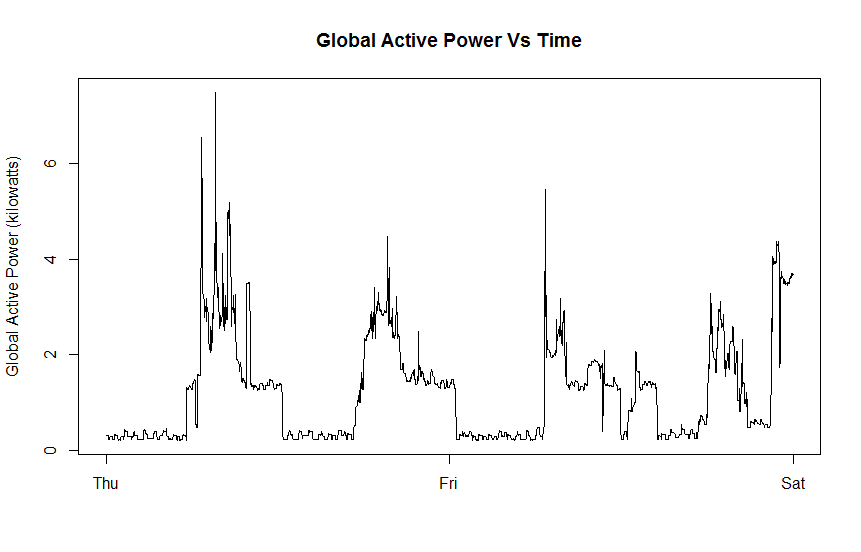 Global Active Power Vs Time
Global Active Power (kilowatts)
6
4
2
0
Thu
Fri
Sat